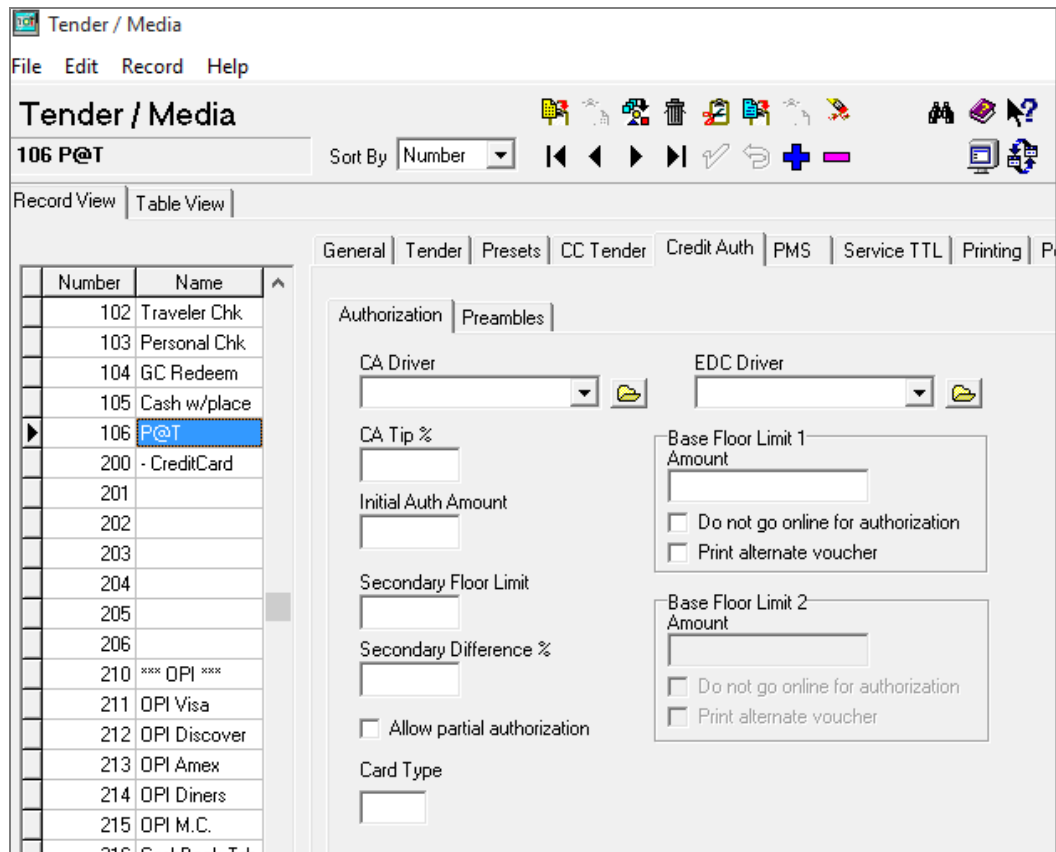 Tender / Media
File Edit Record Help
Tender / Media
106 P@T
Sort By Number
Record View Table View
General Tender Presets CC Tender Credit Auth PMS Service TTL Printing
Number Name
102 Traveler Chk
103 Personal Chk
104 GC Redeem
105 Cash w/place
106 P@T
200 - CreditCard
201
202
203
204
205
206
210 *** OPI ***
211 OPI Visa
212 OPI Discover
213 OPI Amex
214 OPI Diners
215 OPI M.C.
Authorization Preambles
CA Driver
EDC Driver
CA Tip %
Base Floor Limit 1
Amount
Initial Auth Amount
Do not go online for authorization
Print alternate voucher
Secondary Floor Limit
Base Floor Limit 2
Amount
Secondary Difference %
Do not go online for authorization
Print alternate voucher
Allow partial authorization
Card Type